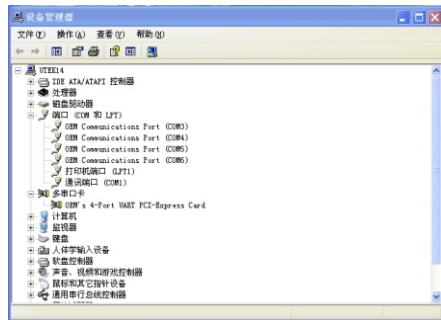 设备管理器
文件(F) 操作(A) 查看(V) 帮助(H)
UTEK14
IDE ATA/ATAPI 控制器
处理器
磁盘驱动器
端口 (COM 和 LPT)
OEM Communications Port (COM3)
OEM Communications Port (COM4)
OEM Communications Port (COM5)
OEM Communications Port (COM6)
打印机端口 (LPT1)
通讯端口 (COM1)
多串口卡
OEM's 4-Port UART PCI-Express Card
计算机
监视器
键盘
人体学输入设备
软盘控制器
声音、视频和游戏控制器
鼠标和其它指针设备
通用串行总线控制器